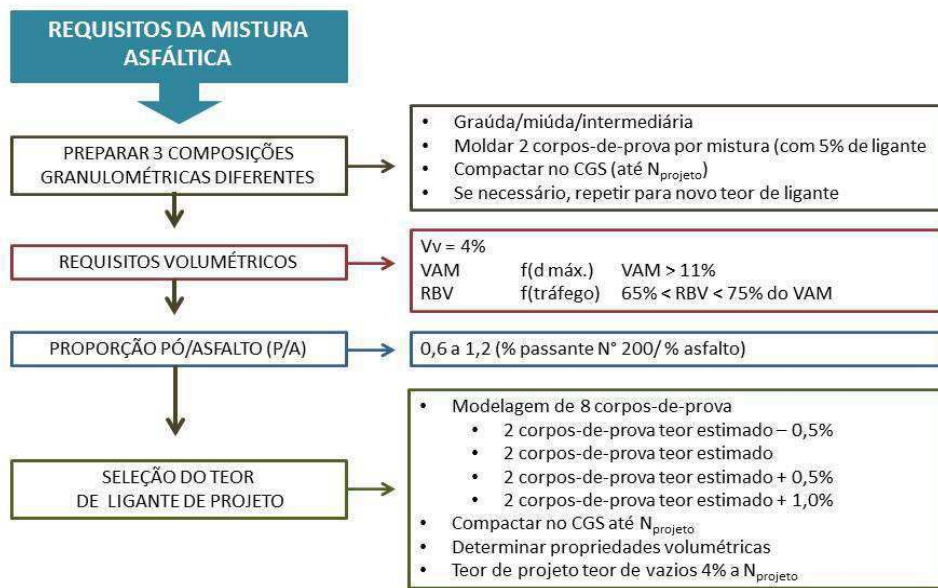 REQUISITOS DA MISTURA
ASFÁLTICA
PREPARAR 3 COMPOSIÇÕES
GRANULOMÉTRICAS DIFERENTES
• Graúda/miúda/intermediária
• Moldar 2 corpos-de-prova por mistura (com 5% de ligante
• Compactar no CGS (até Nprojeto)
• Se necessário, repetir para novo teor de ligante
REQUISITOS VOLUMÉTRICOS
Vv = 4%
VAM f(d máx.) VAM > 11%
RBV f(tráfego) 65% < RBV < 75% do VAM
PROPORÇÃO PÓ/ASFALTO (P/A)
0,6 a 1,2 (% passante N° 200/ % asfalto)
SELEÇÃO DO TEOR
DE LIGANTE DE PROJETO
• Modelagem de 8 corpos-de-prova
• 2 corpos-de-prova teor estimado – 0,5%
• 2 corpos-de-prova teor estimado
• 2 corpos-de-prova teor estimado + 0,5%
• 2 corpos-de-prova teor estimado + 1,0%
• Compactar no CGS até Nprojeto
• Determinar propriedades volumétricas
• Teor de projeto teor de vazios 4% a Nprojeto